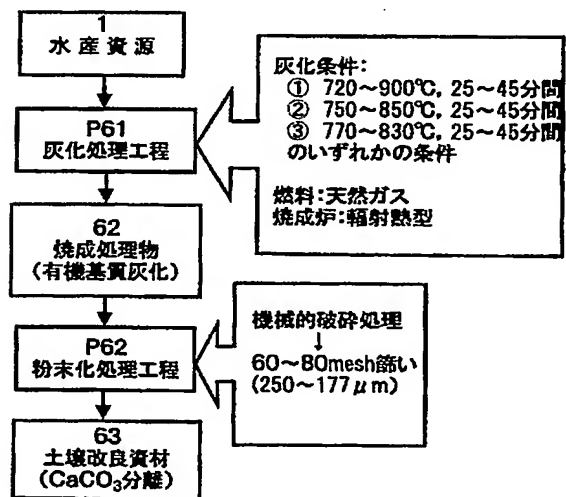 1
水産資源
P61
灰化処理工程
62
焼成処理物
(有機基質灰化)
P62
粉末化処理工程
63
土壌改良資材
(CaCO₃分離)
灰化条件:
① 720～900℃, 25～45分間
② 750～850℃, 25～45分間
③ 770～830℃, 25～45分間
のいずれかの条件
燃料:天然ガス
焼成炉:輻射熱型
機械的破砕処理
↓
60～80mesh篩い
(250～177μm)